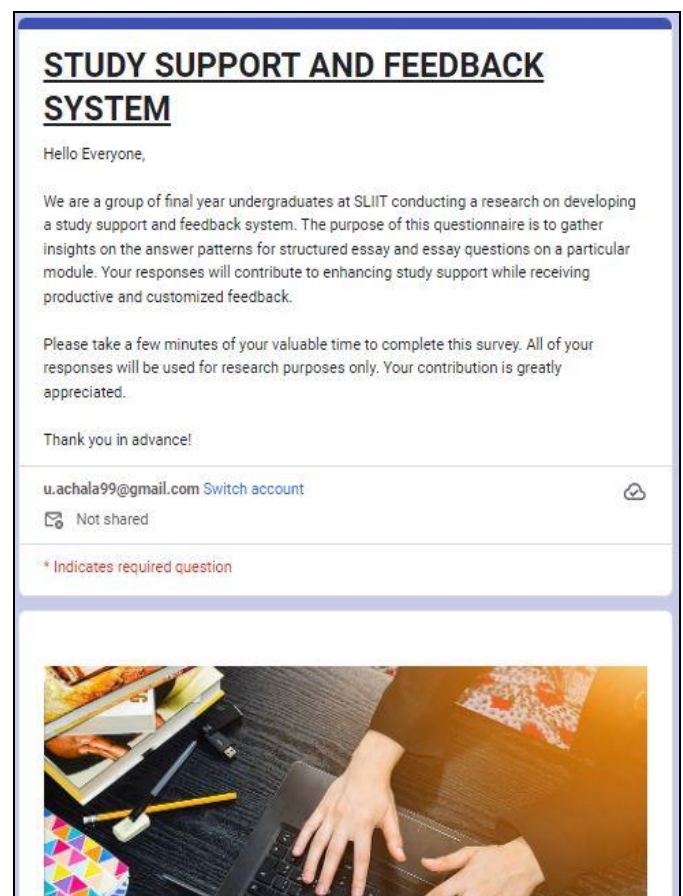 STUDY SUPPORT AND FEEDBACK
SYSTEM
Hello Everyone,
We are a group of final year undergraduates at SLIIT conducting a research on developing
a study support and feedback system. The purpose of this questionnaire is to gather
insights on the answer patterns for structured essay and essay questions on a particular
module. Your responses will contribute to enhancing study support while receiving
productive and customized feedback.
Please take a few minutes of your valuable time to complete this survey. All of your
responses will be used for research purposes only. Your contribution is greatly
appreciated.
Thank you in advance!
u.achala99@gmail.com Switch account
Not shared
* Indicates required question